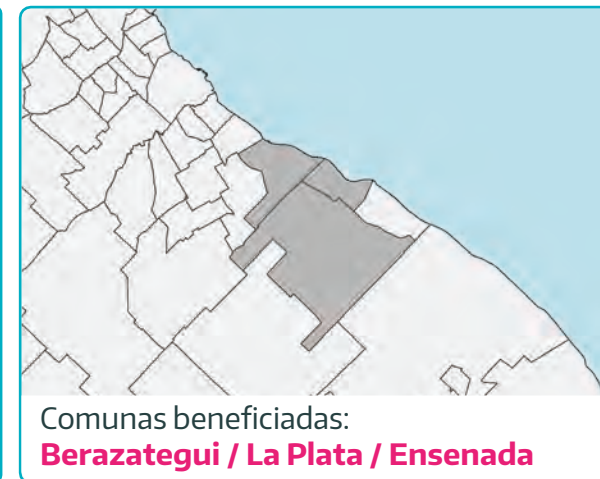 Comunas beneficiadas:
Berazategui / La Plata / Ensenada